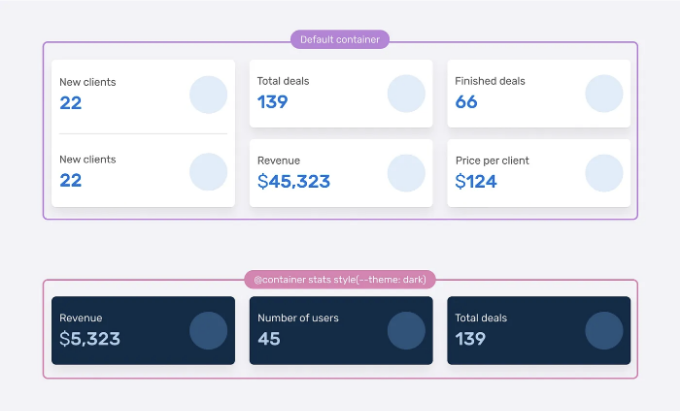 Default container
New clients
22
New clients
22
Total deals
139
Revenue
$45,323
Finished deals
66
Price per client
$124
@container stats style(--theme: dark)
Revenue
$5,323
Number of users
45
Total deals
139